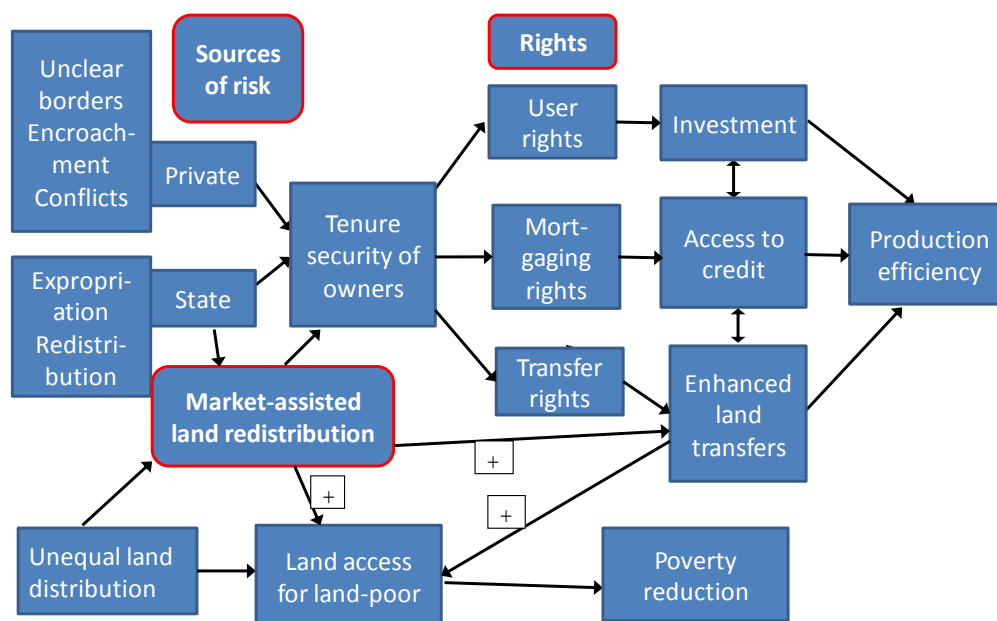 Unclear
borders
Encroach-
ment
Conflicts
Sources
of risk
Rights
Private
User
rights
Investment
Tenure
security of
owners
Mort-
gaging
rights
Access to
credit
Production
efficiency
Expropri-
ation
Redistri-
bution
State
Transfer
rights
Enhanced
land
transfers
Market-assisted
land redistribution
+
+
+
Unequal land
distribution
Land access
for land-poor
Poverty
reduction